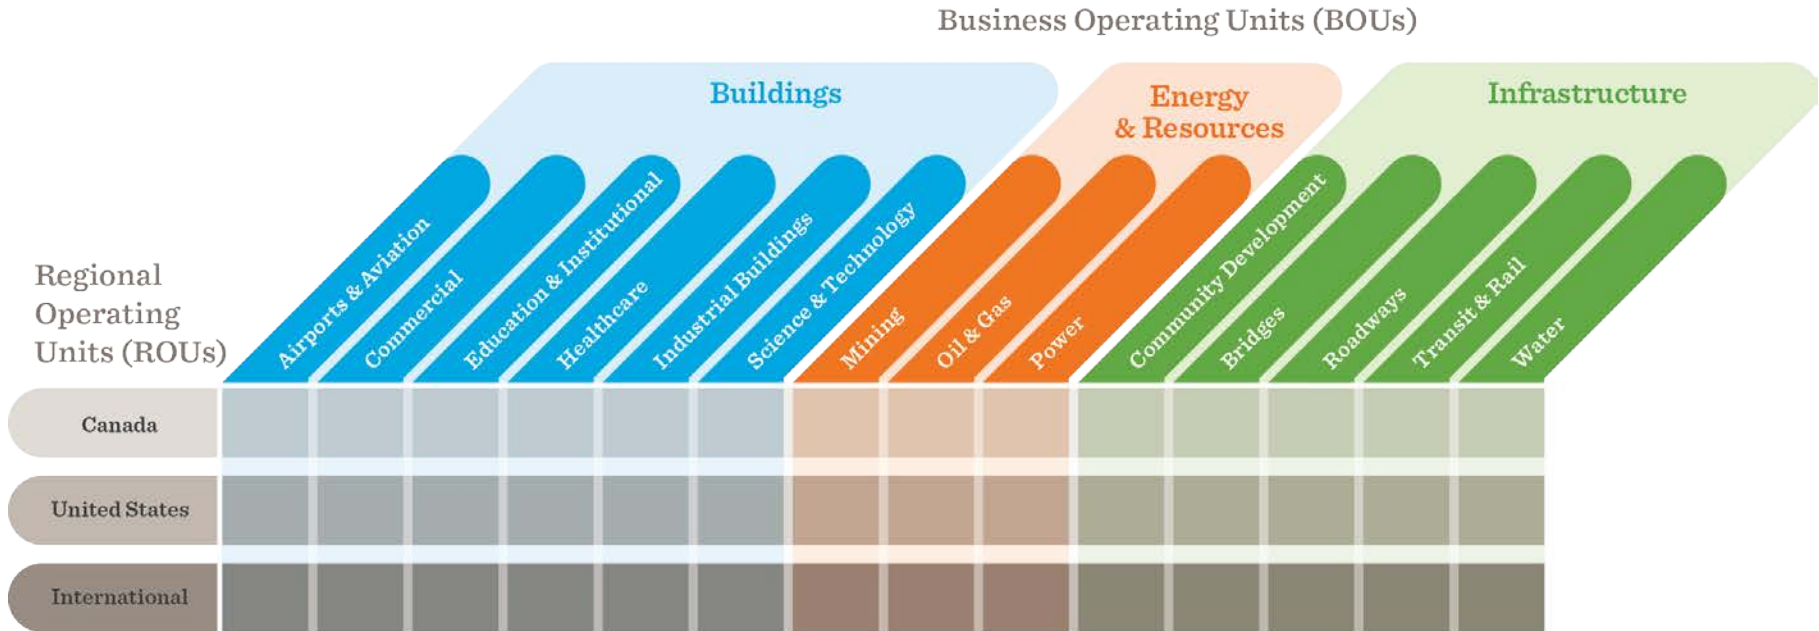 Business Operating Units (BOUs)
Buildings
Energy
& Resources
Infrastructure
Airports & Aviation
Commercial
Education & Institutional
Healthcare
Industrial Buildings
Science & Technology
Mining
Oil & Gas
Power
Community Development
Bridges
Roadways
Transit & Rail
Water
Regional
Operating
Units (ROUs)
Canada
United States
International